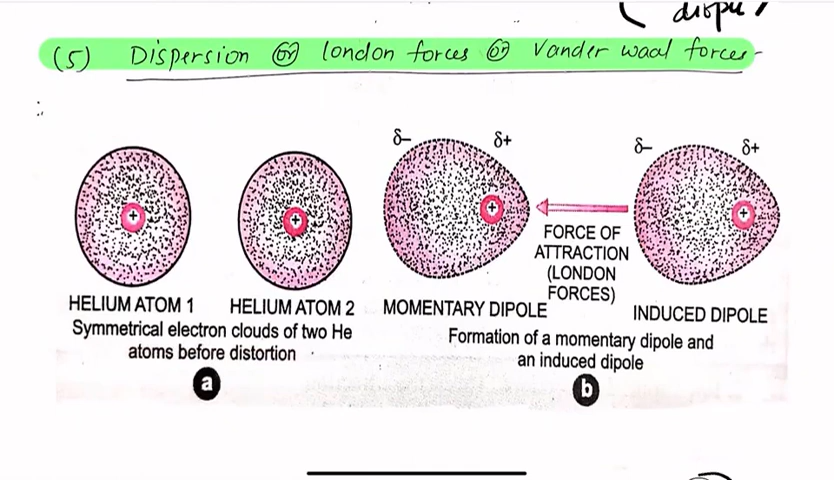 ( dispu
(5) Dispersion or london forces or Vander waal forces-
δ– δ+ δ– δ+
+ + + +
FORCE OF
ATTRACTION
(LONDON
FORCES)
HELIUM ATOM 1 HELIUM ATOM 2 MOMENTARY DIPOLE INDUCED DIPOLE
Symmetrical electron clouds of two He
atoms before distortion
Formation of a momentary dipole and
an induced dipole
a b